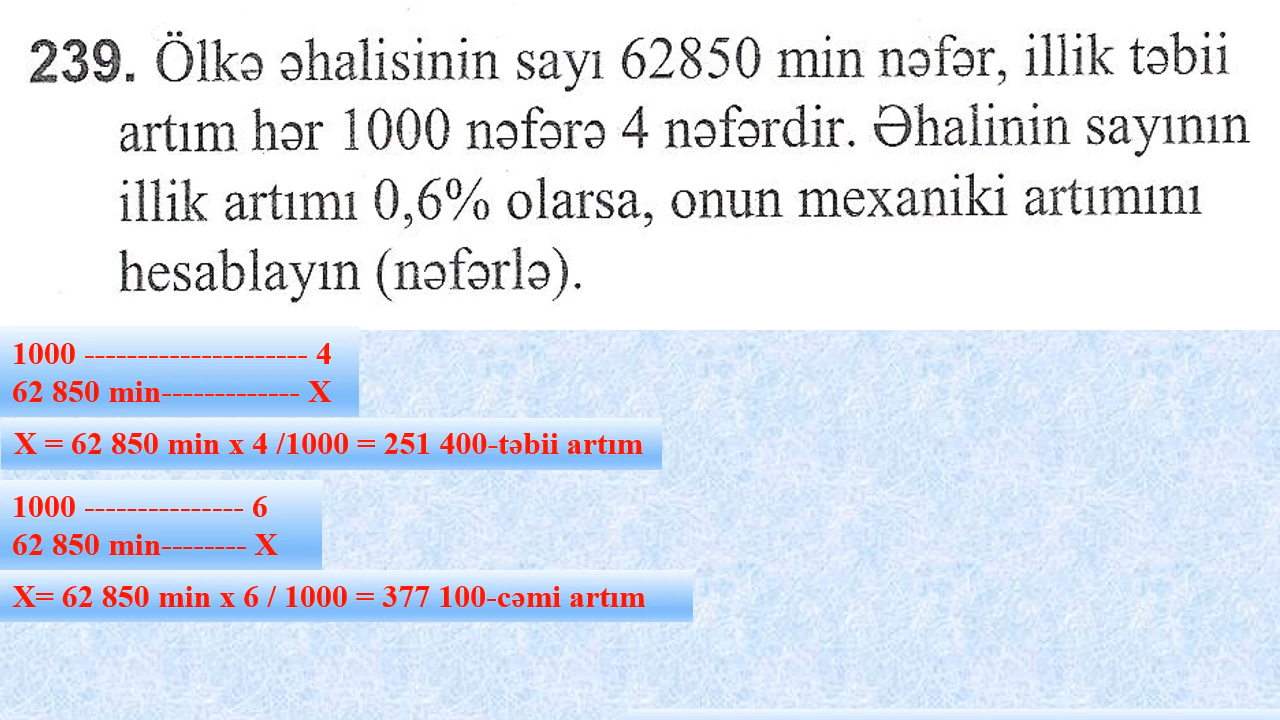 239. Ölkə əhalisinin sayı 62850 min nəfər, illik təbii
artım hər 1000 nəfərə 4 nəfərdir. Əhalinin sayının
illik artımı 0,6% olarsa, onun mexaniki artımını
hesablayın (nəfərlə).
1000 --------------------- 4
62 850 min------------- X
X = 62 850 min x 4 /1000 = 251 400-təbii artım
1000 --------------- 6
62 850 min-------- X
X= 62 850 min x 6 / 1000 = 377 100-cəmi artım